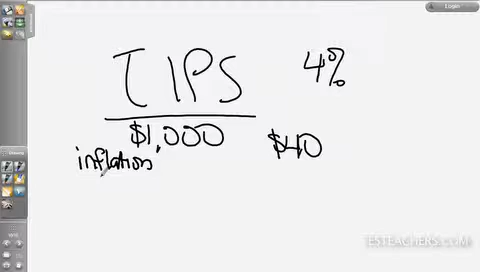 Login
TIPS
4%
$1,000
$40
inflation
TESTEACHERS.COM